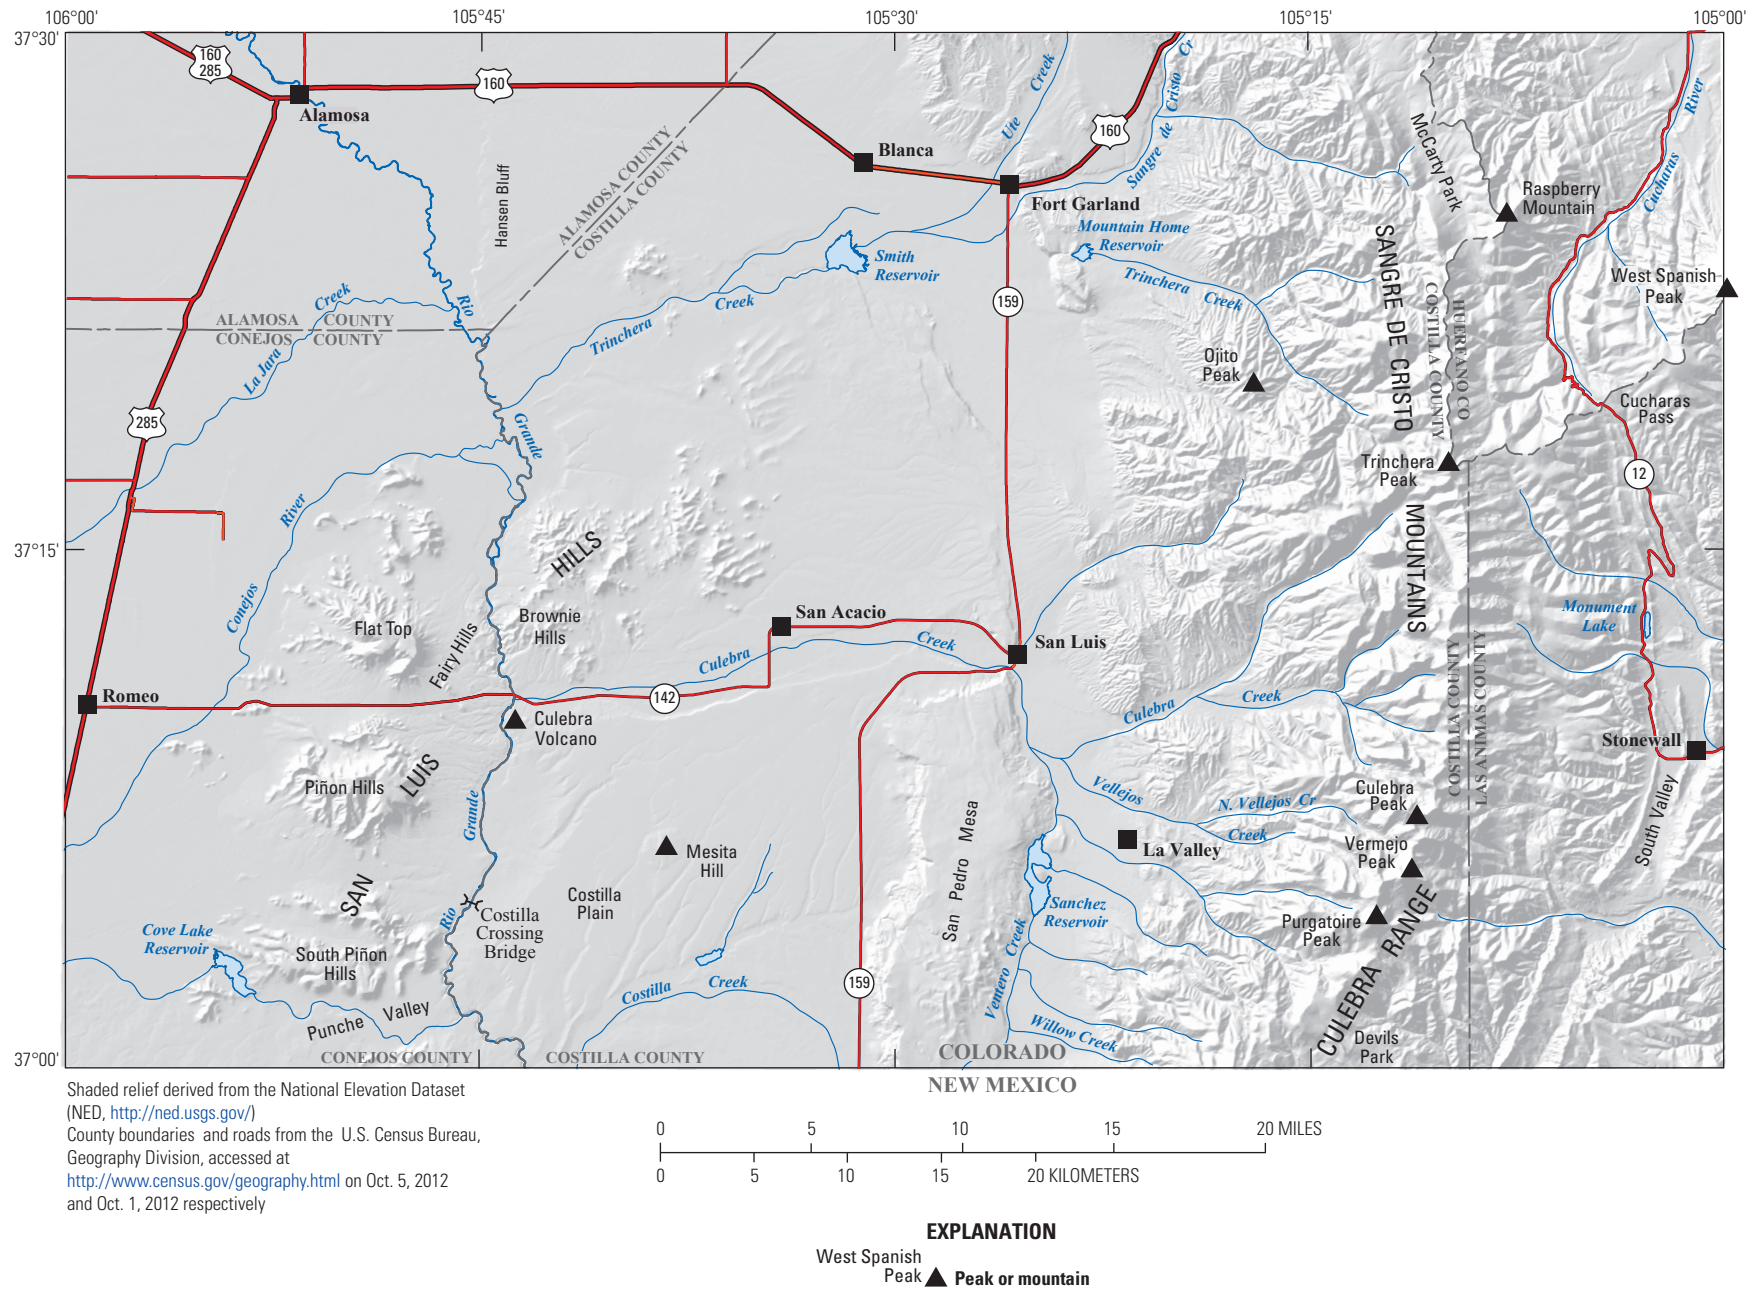 106°00'
105°45'
105°30'
105°15'
105°00'
37°30'
160
285
160
Alamosa
Hansen Bluff
ALAMOSA COUNTY
COSTILLA COUNTY
Blanca
Ute Creek
160
Sangre de Cristo Cr
Fort Garland
McCarty Park
Raspberry
Mountain
Cucharas River
Mountain Home
Reservoir
Smith
Reservoir
Trinchera Creek
Trinchera Creek
159
West Spanish
Peak
SANGRE DE CRISTO MOUNTAINS
COSTILLA COUNTY
HUERFANO CO
La Jara Creek
Rio Grande
ALAMOSA COUNTY
CONEJOS COUNTY
285
Ojito
Peak
Cucharas
Pass
Trinchera
Peak
12
Conejos River
37°15'
SAN LUIS HILLS
Brownie
Hills
Flat Top
Fairy Hills
San Acacio
Culebra Creek
San Luis
Monument
Lake
Romeo
142
Culebra
Volcano
Culebra Creek
COSTILLA COUNTY
LAS ANIMAS COUNTY
Stonewall
Piñon Hills
Rio Grande
Vellejos Creek
N. Vellejos Cr
Culebra
Peak
Vermejo
Peak
La Valley
South Valley
Mesita
Hill
San Pedro Mesa
Costilla
Plain
Costilla
Crossing
Bridge
Sanchez
Reservoir
Purgatoire
Peak
CULEBRA RANGE
Cove Lake
Reservoir
South Piñon
Hills
Costilla Creek
159
Ventero Creek
Willow Creek
Devils
Park
Punche Valley
37°00'
CONEJOS COUNTY
COSTILLA COUNTY
COLORADO
NEW MEXICO
Shaded relief derived from the National Elevation Dataset
(NED, http://ned.usgs.gov/)
County boundaries and roads from the U.S. Census Bureau,
Geography Division, accessed at
http://www.census.gov/geography.html on Oct. 5, 2012
and Oct. 1, 2012 respectively
0 5 10 15 20 MILES
0 5 10 15 20 KILOMETERS
EXPLANATION
West Spanish
Peak
Peak or mountain